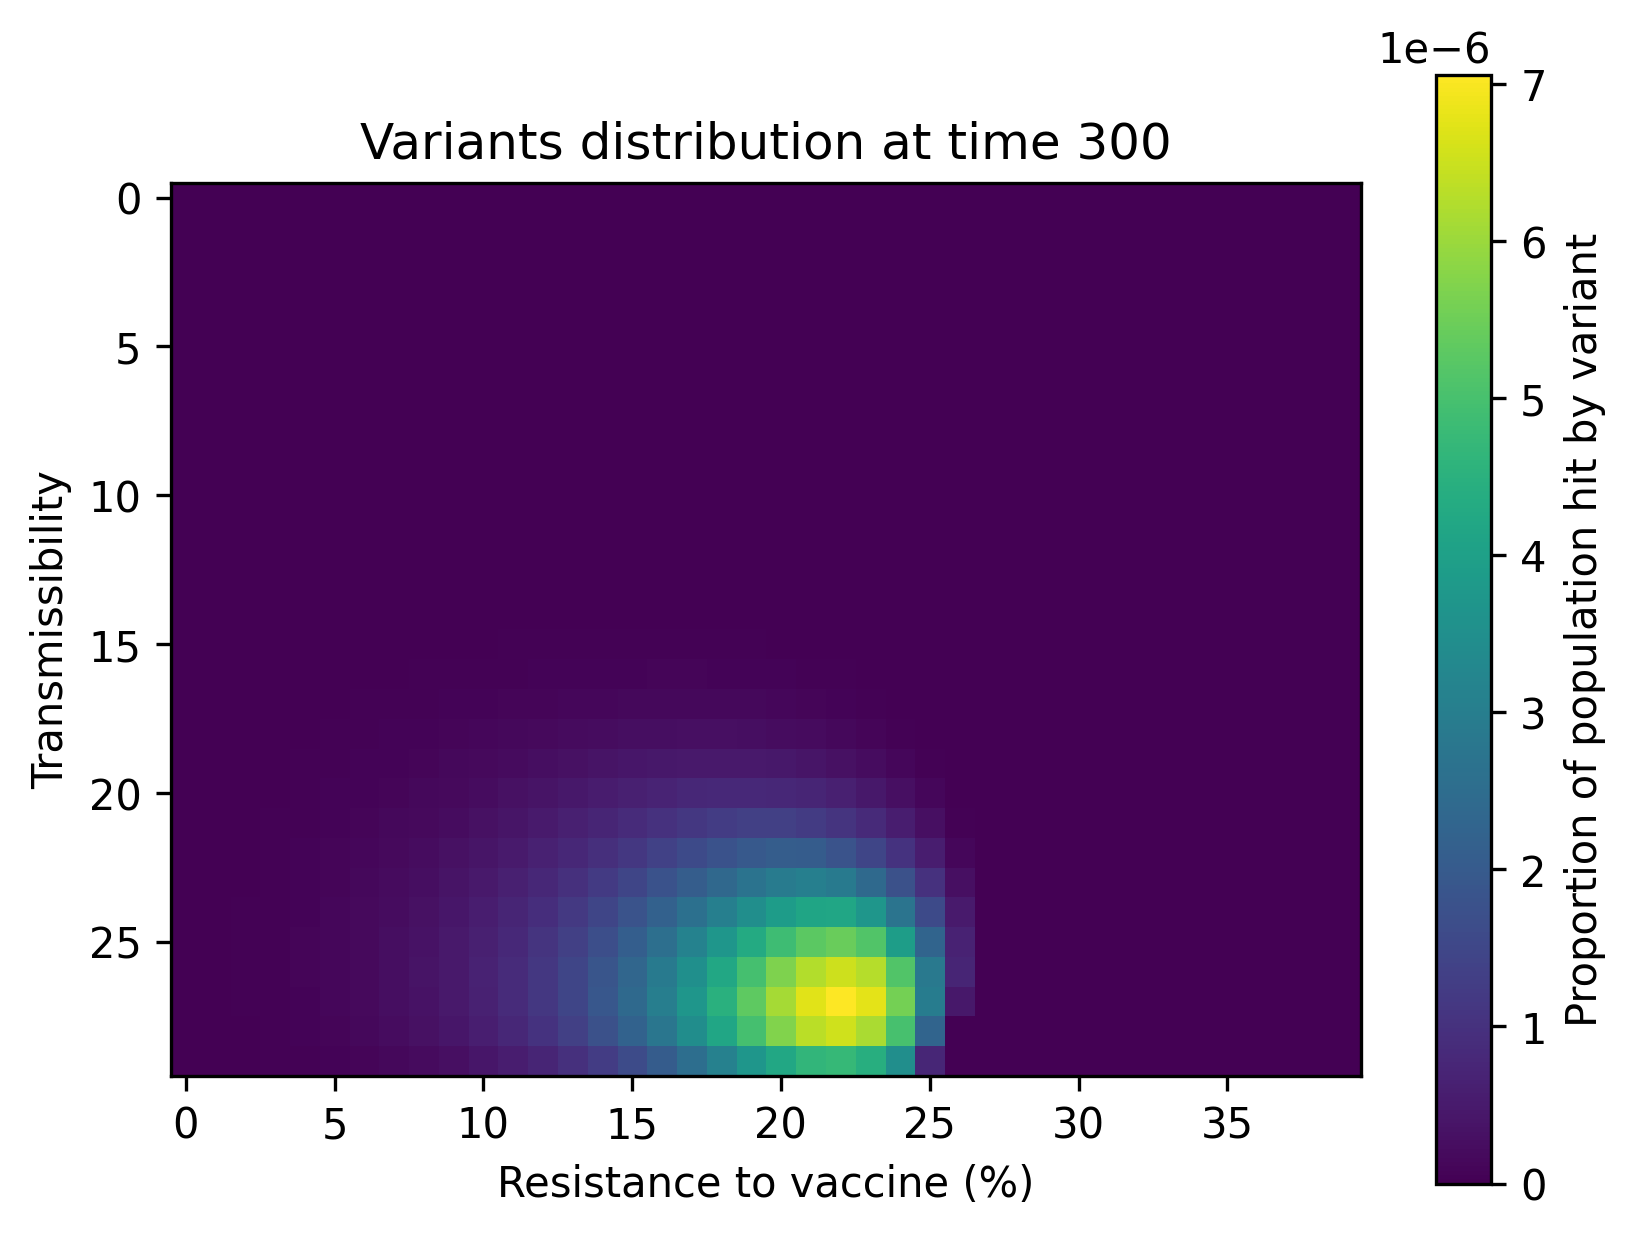 1e−6
Variants distribution at time 300
0
5
10
15
20
25
Transmissibility
0 5 10 15 20 25 30 35
Resistance to vaccine (%)
7
6
5
4
3
2
1
0
Proportion of population hit by variant